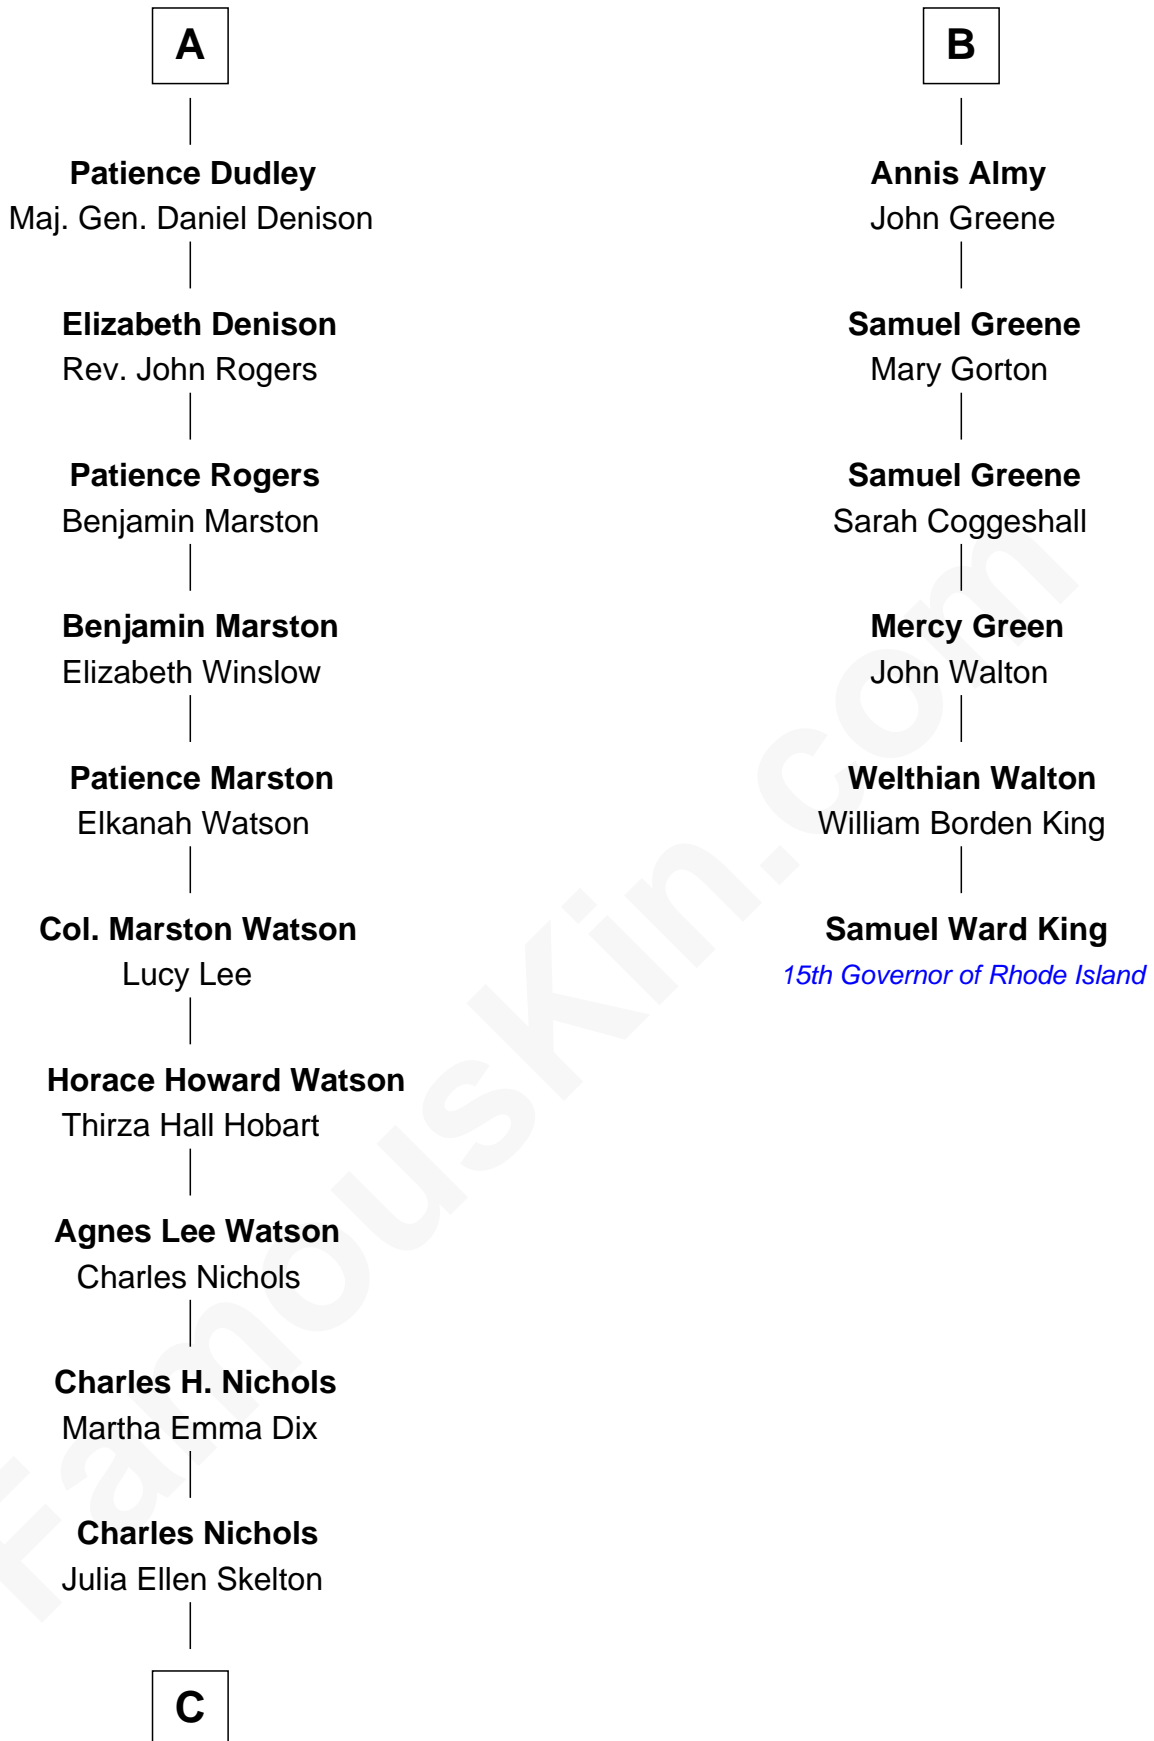 A
Patience Dudley
Maj. Gen. Daniel Denison
Elizabeth Denison
Rev. John Rogers
Patience Rogers
Benjamin Marston
Benjamin Marston
Elizabeth Winslow
Patience Marston
Elkanah Watson
Col. Marston Watson
Lucy Lee
Horace Howard Watson
Thirza Hall Hobart
Agnes Lee Watson
Charles Nichols
Charles H. Nichols
Martha Emma Dix
Charles Nichols
Julia Ellen Skelton
C
B
Annis Almy
John Greene
Samuel Greene
Mary Gorton
Samuel Greene
Sarah Coggeshall
Mercy Green
John Walton
Welthian Walton
William Borden King
Samuel Ward King
15th Governor of Rhode Island
FamousKin.com